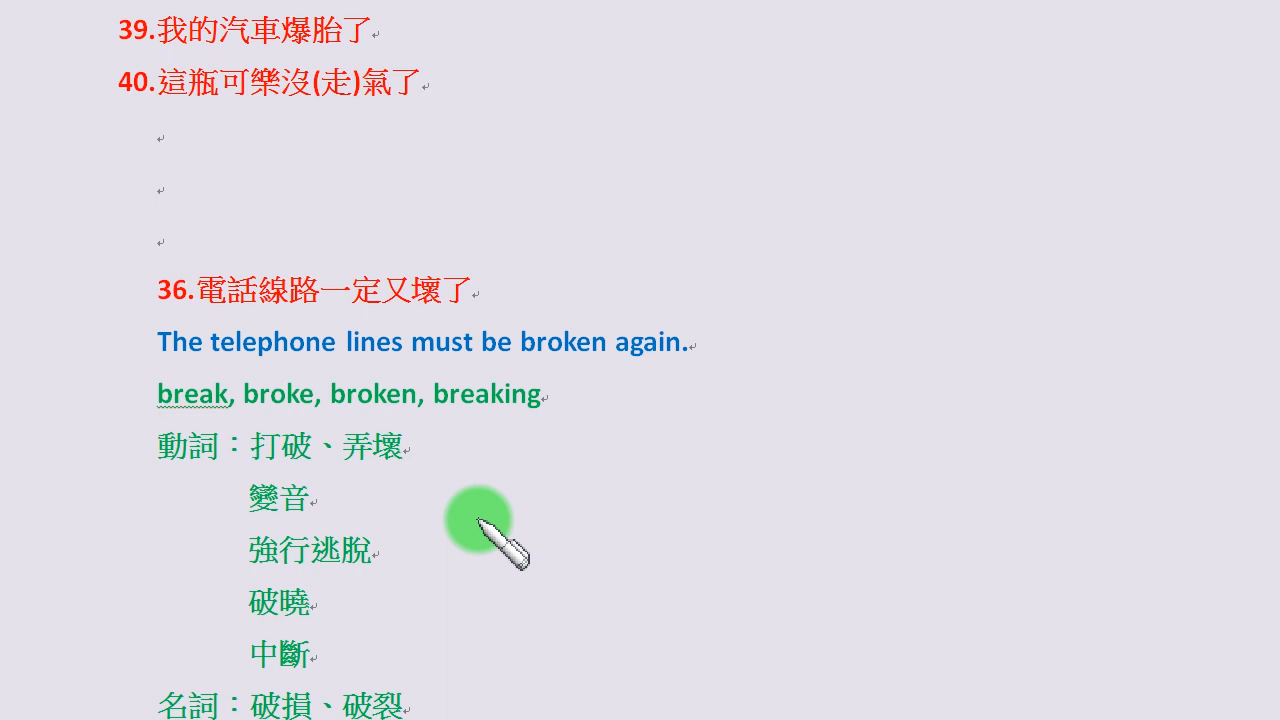 39.我的汽車爆胎了
40.這瓶可樂沒(走)氣了
36.電話線路一定又壞了
The telephone lines must be broken again.
break, broke, broken, breaking
動詞：打破、弄壞
變音
強行逃脫
破曉
中斷
名詞：破損、破裂